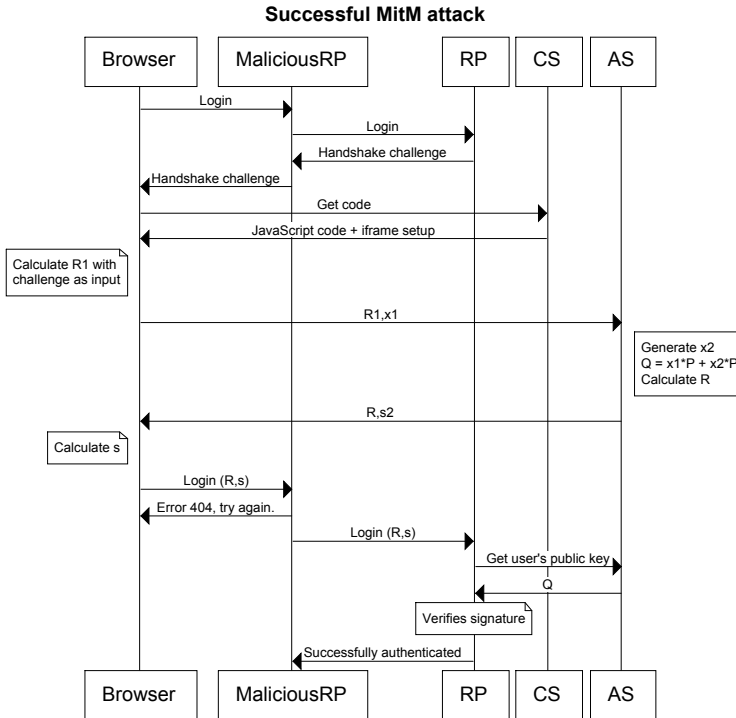 Successful MitM attack
Browser
MaliciousRP
RP
CS
AS
Login
Login
Handshake challenge
Handshake challenge
Get code
JavaScript code + iframe setup
Calculate R1 with
challenge as input
R1,x1
Generate x2
Q = x1*P + x2*P
Calculate R
R,s2
Calculate s
Login (R,s)
Error 404, try again.
Login (R,s)
Get user's public key
Q
Verifies signature
Successfully authenticated
Browser
MaliciousRP
RP
CS
AS